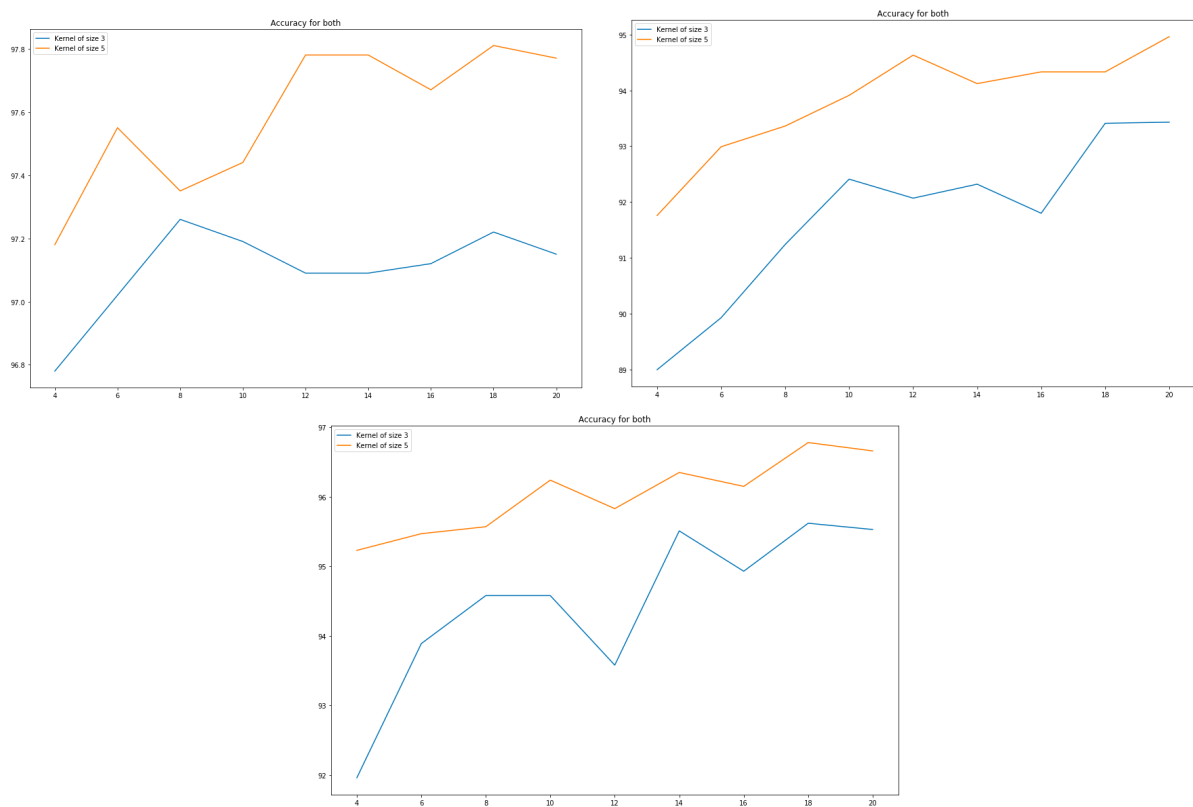 Accuracy for both
Kernel of size 3
Kernel of size 5
97.8
97.6
97.4
97.2
97.0
96.8
4 6 8 10 12 14 16 18 20
Accuracy for both
Kernel of size 3
Kernel of size 5
95
94
93
92
91
90
89
4 6 8 10 12 14 16 18 20
Accuracy for both
Kernel of size 3
Kernel of size 5
97
96
95
94
93
92
4 6 8 10 12 14 16 18 20